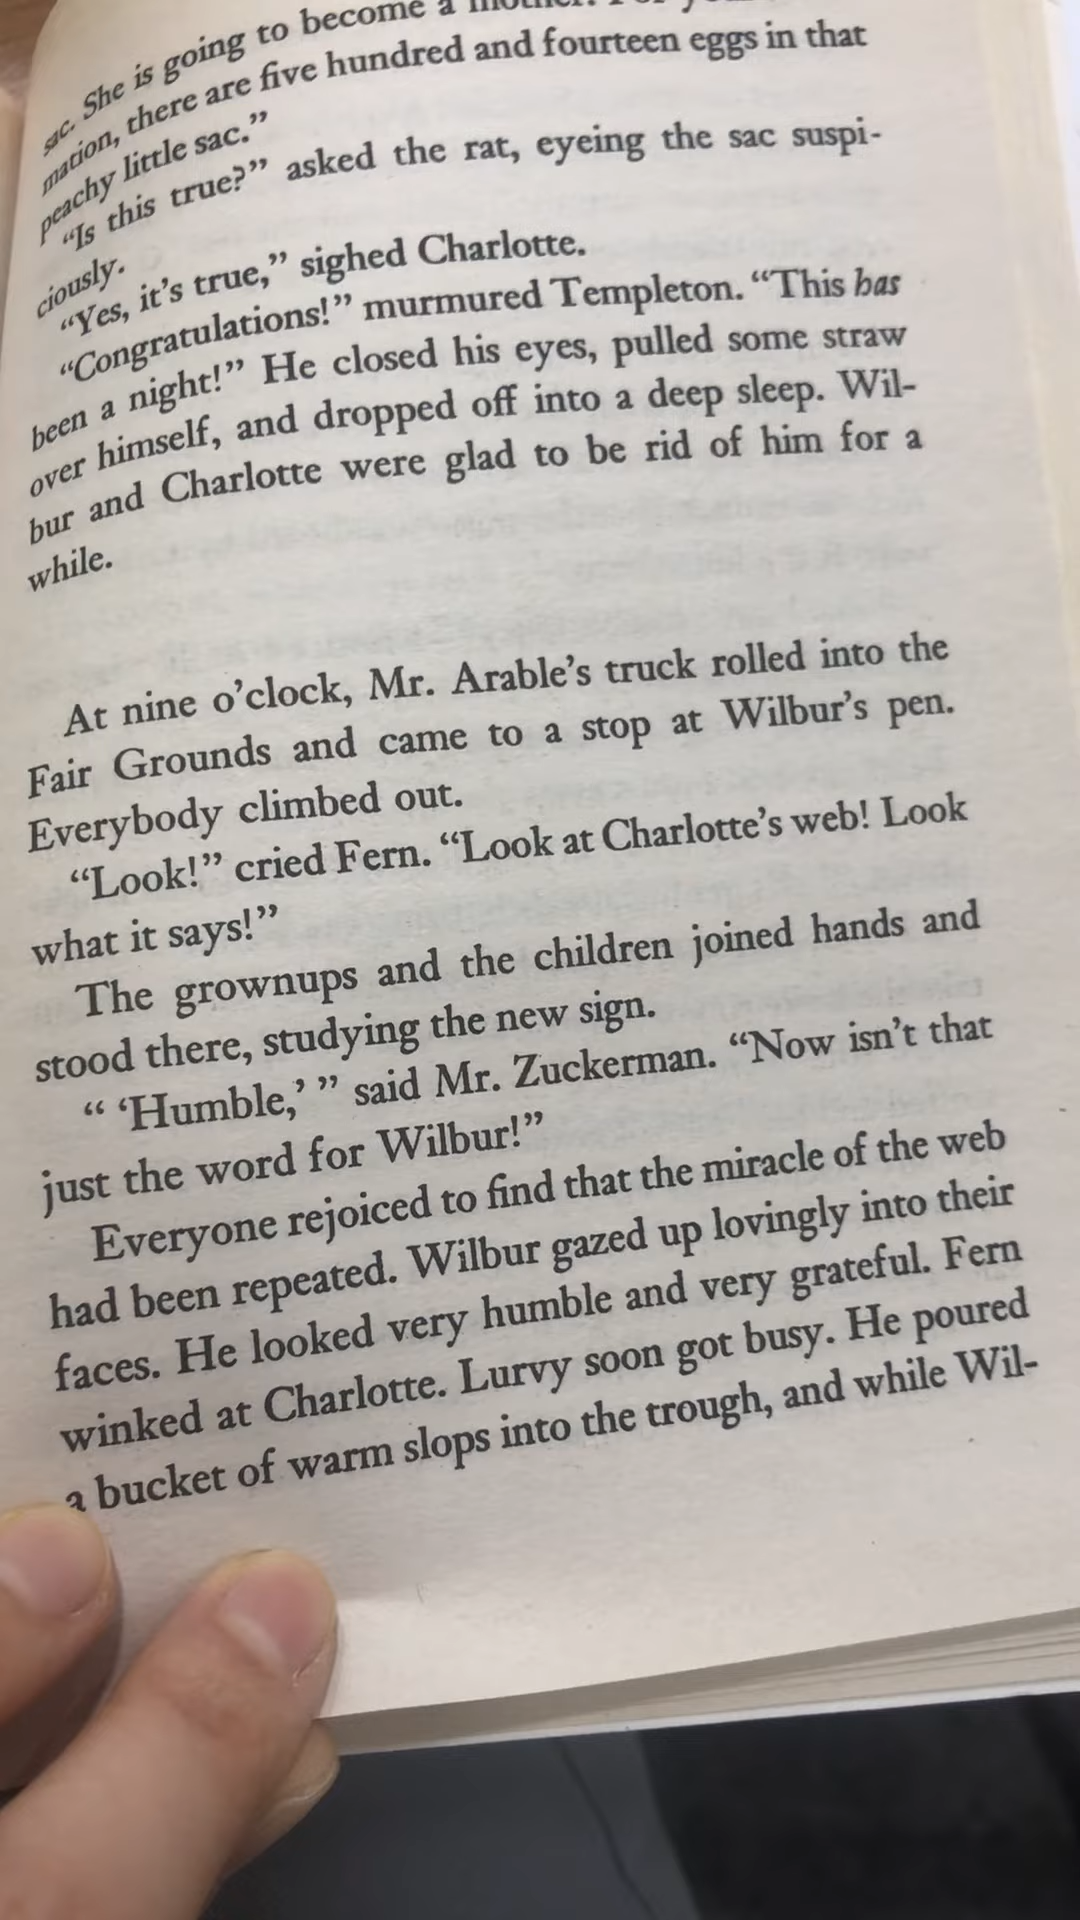 sac. She is going to become a mother. For
mation, there are five hundred and fourteen eggs in that
peachy little sac.”
“Is this true?” asked the rat, eyeing the sac suspi-
ciously.
“Yes, it’s true,” sighed Charlotte.
“Congratulations!” murmured Templeton. “This has
been a night!” He closed his eyes, pulled some straw
over himself, and dropped off into a deep sleep. Wil-
bur and Charlotte were glad to be rid of him for a
while.
At nine o’clock, Mr. Arable’s truck rolled into the
Fair Grounds and came to a stop at Wilbur’s pen.
Everybody climbed out.
“Look!” cried Fern. “Look at Charlotte’s web! Look
what it says!”
The grownups and the children joined hands and
stood there, studying the new sign.
“ ‘Humble,’ ” said Mr. Zuckerman. “Now isn’t that
just the word for Wilbur!”
Everyone rejoiced to find that the miracle of the web
had been repeated. Wilbur gazed up lovingly into their
faces. He looked very humble and very grateful. Fern
winked at Charlotte. Lurvy soon got busy. He poured
a bucket of warm slops into the trough, and while Wil-